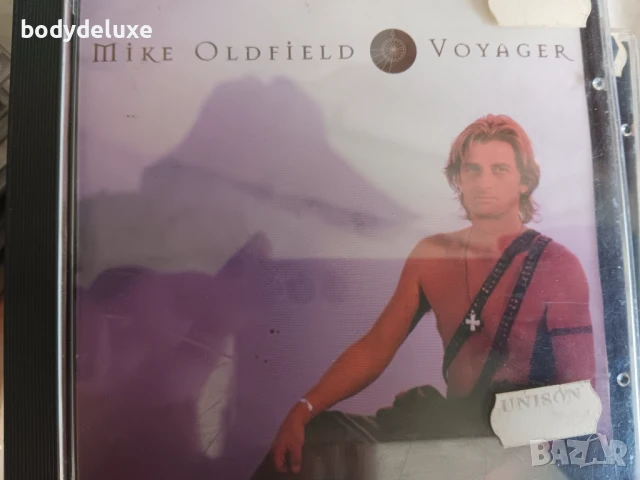 bodydeluxe
Mike Oldfield Voyager
UNISON
BAZAR